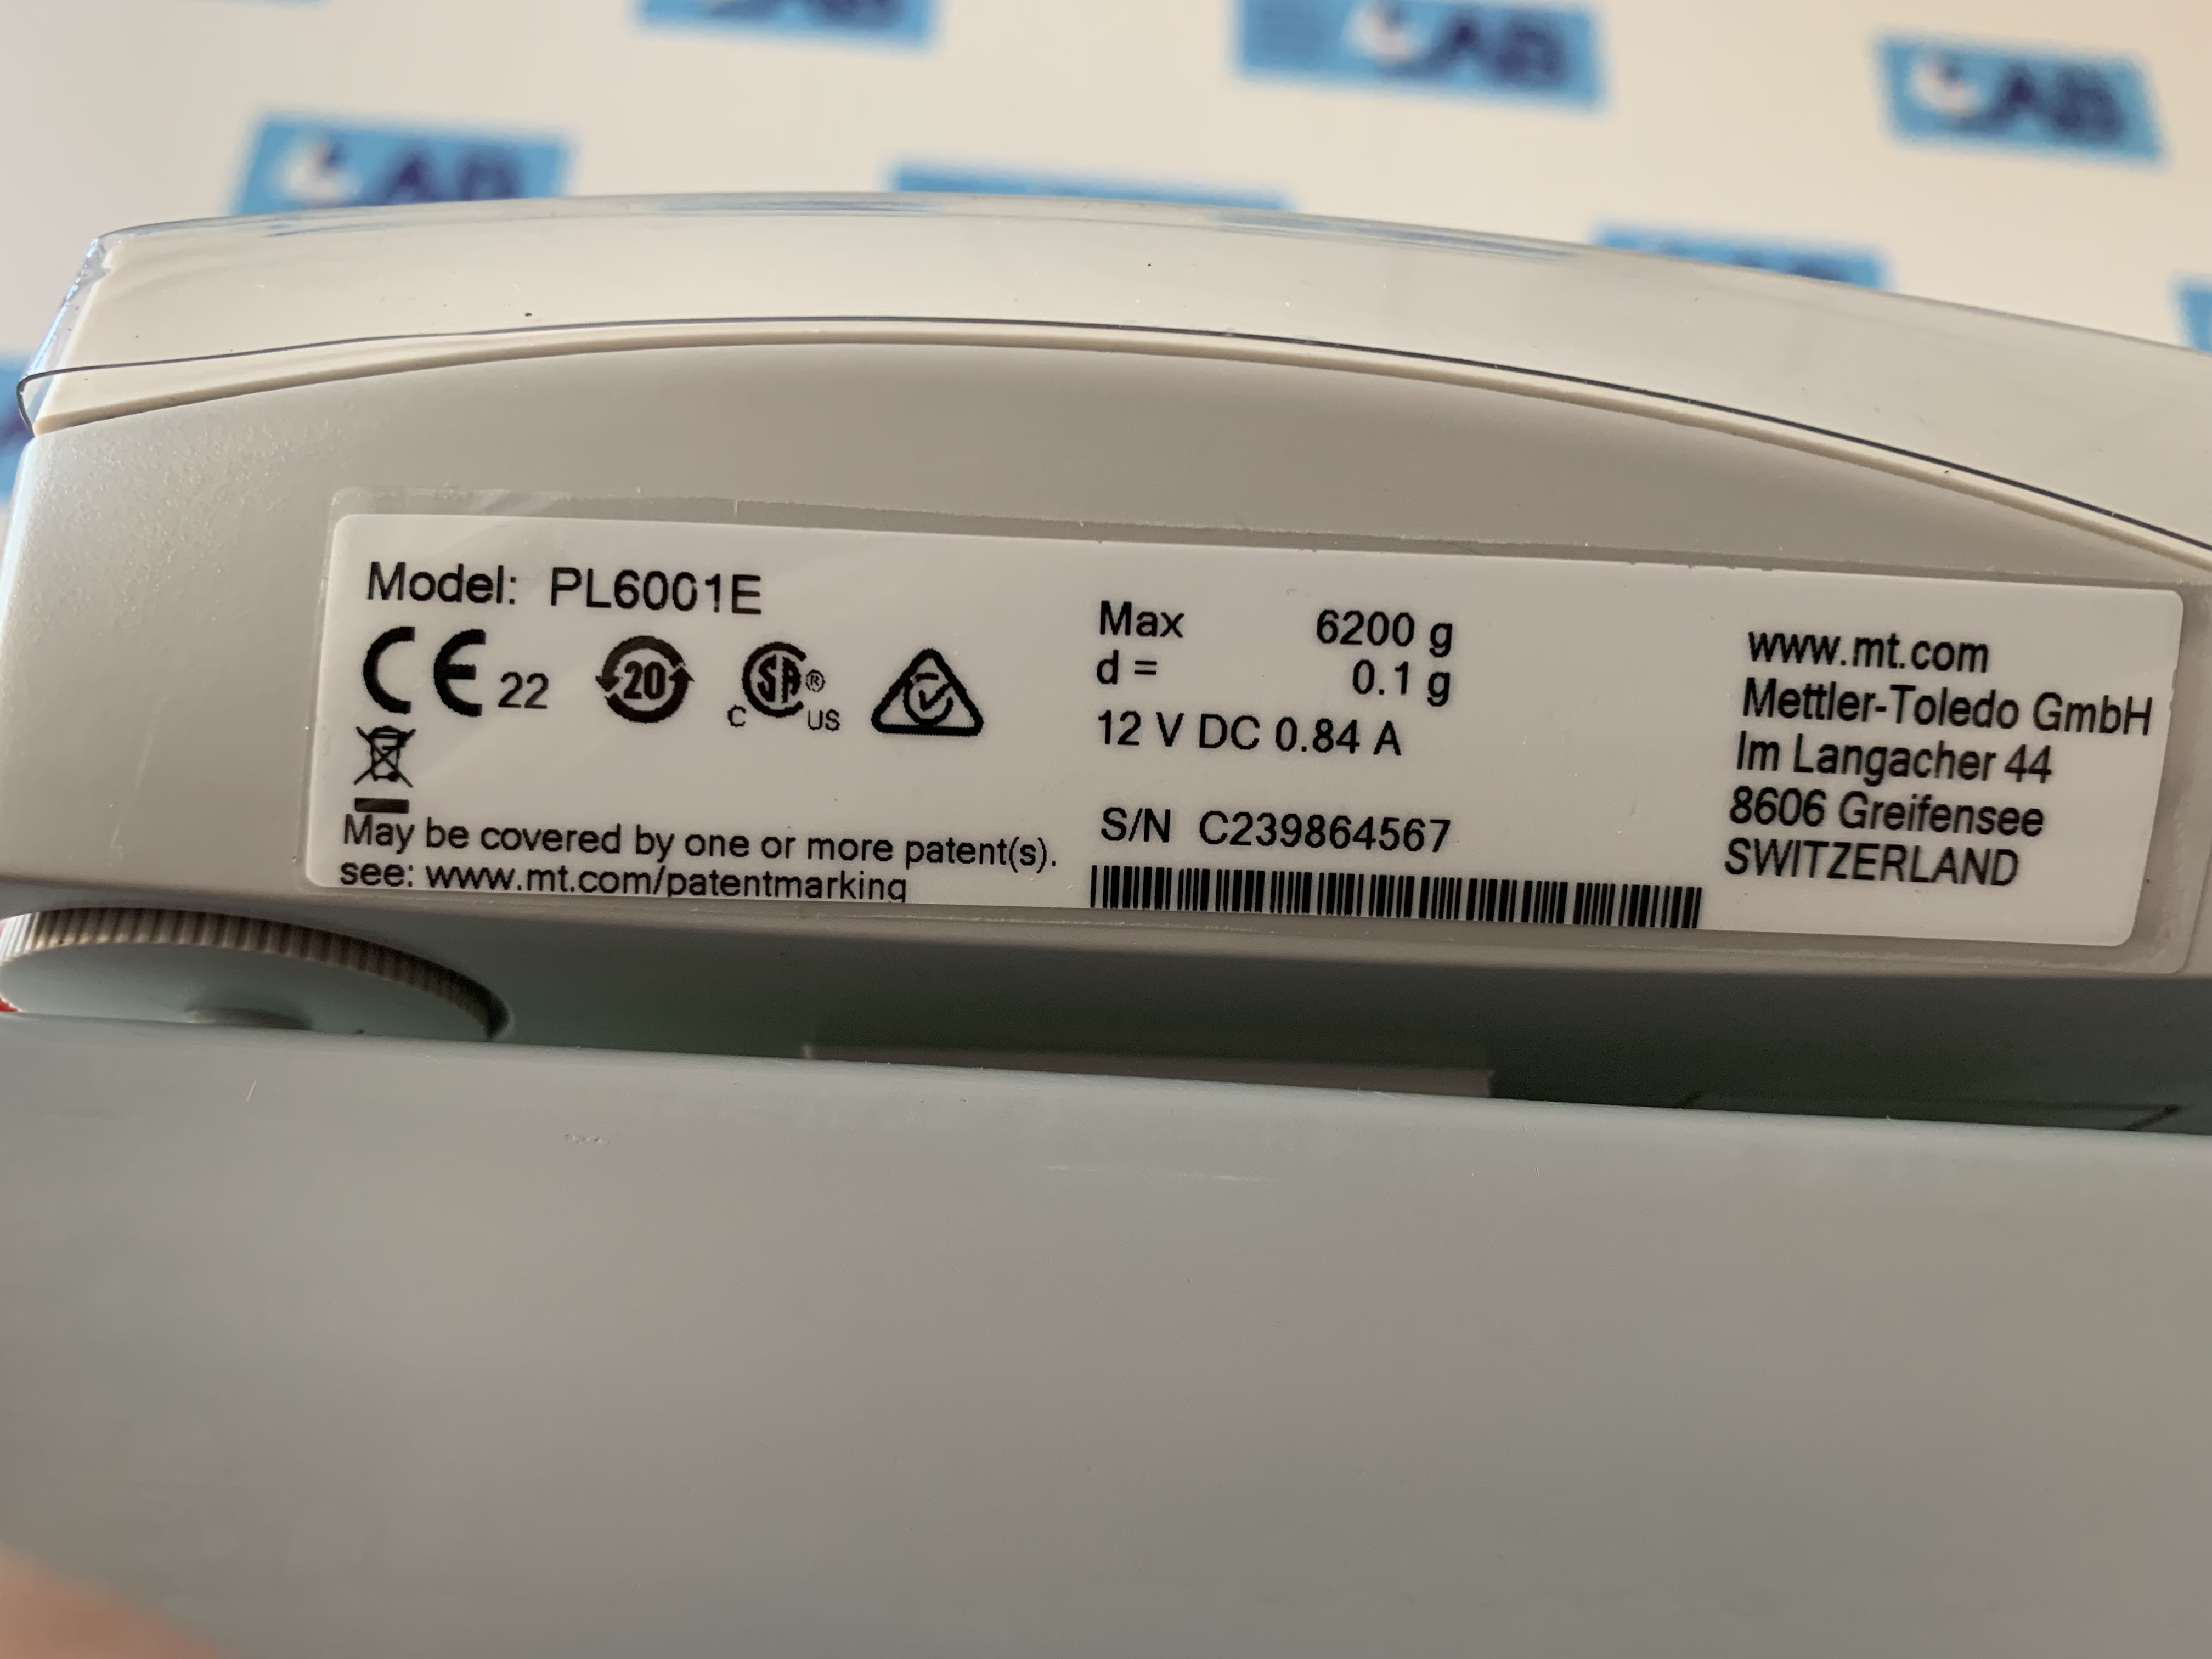 Model: PL6001E
CE 22
20
C SA® US
May be covered by one or more patent(s).
see: www.mt.com/patentmarking
Max 6200 g
d = 0.1 g
12 V DC 0.84 A
S/N C239864567
www.mt.com
Mettler-Toledo GmbH
Im Langacher 44
8606 Greifensee
SWITZERLAND